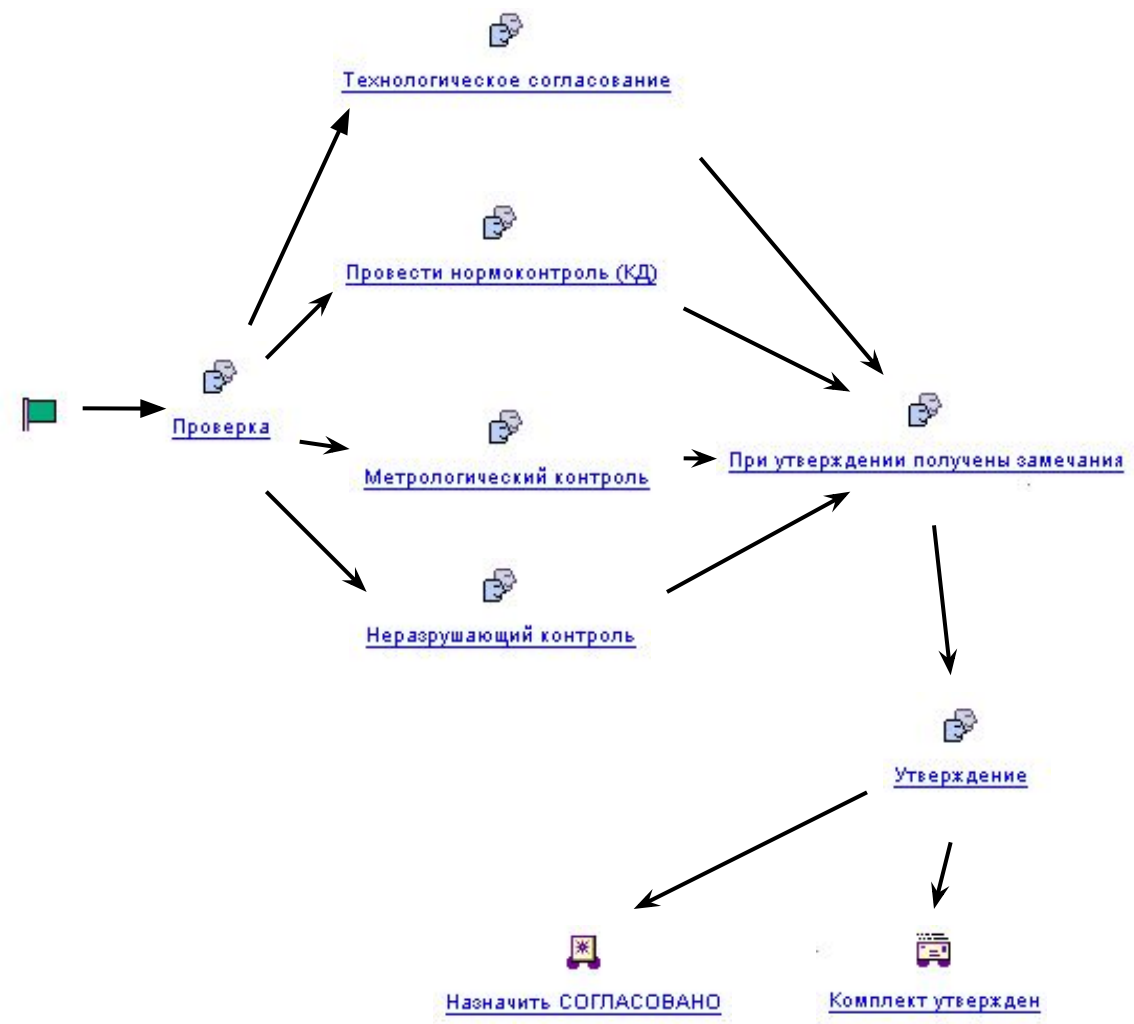 Технологическое согласование
Провести нормоконтроль (КД)
Проверка
При утверждении получены замечания
Метрологический контроль
Неразрушающий контроль
Утверждение
Назначить СОГЛАСОВАНО
Комплект утвержден